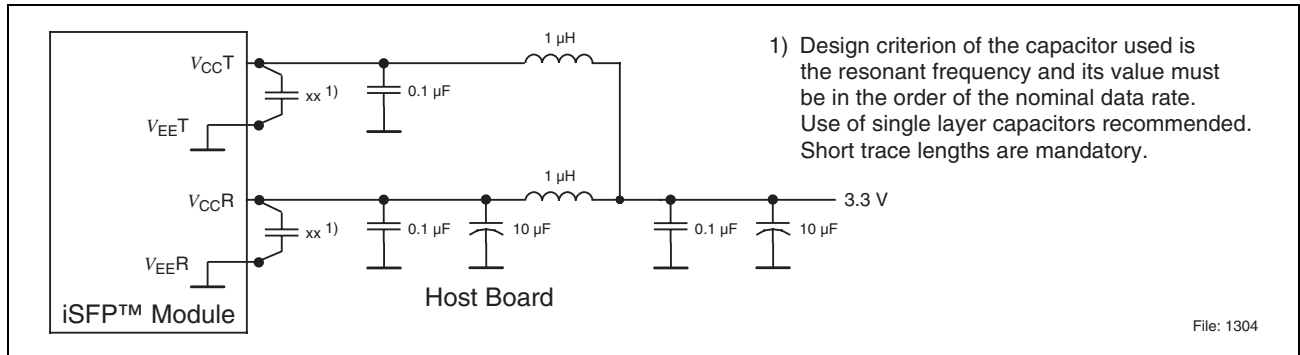 1 µH
VCCT
xx 1)
0.1 µF
VEET
1) Design criterion of the capacitor used is
the resonant frequency and its value must
be in the order of the nominal data rate.
Use of single layer capacitors recommended.
Short trace lengths are mandatory.
1 µH
VCCR
3.3 V
xx 1)
0.1 µF
10 µF
0.1 µF
10 µF
VEER
Host Board
iSFP™ Module
File: 1304